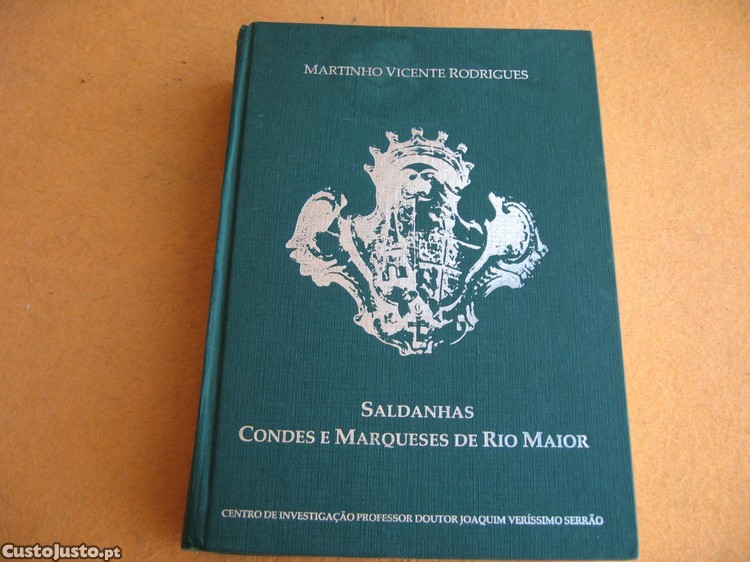 MARTINHO VICENTE RODRIGUES
SALDANHAS
CONDES E MARQUESES DE RIO MAIOR
CENTRO DE INVESTIGAÇÃO PROFESSOR DOUTOR JOAQUIM VERÍSSIMO SERRÃO
CustoJusto.pt